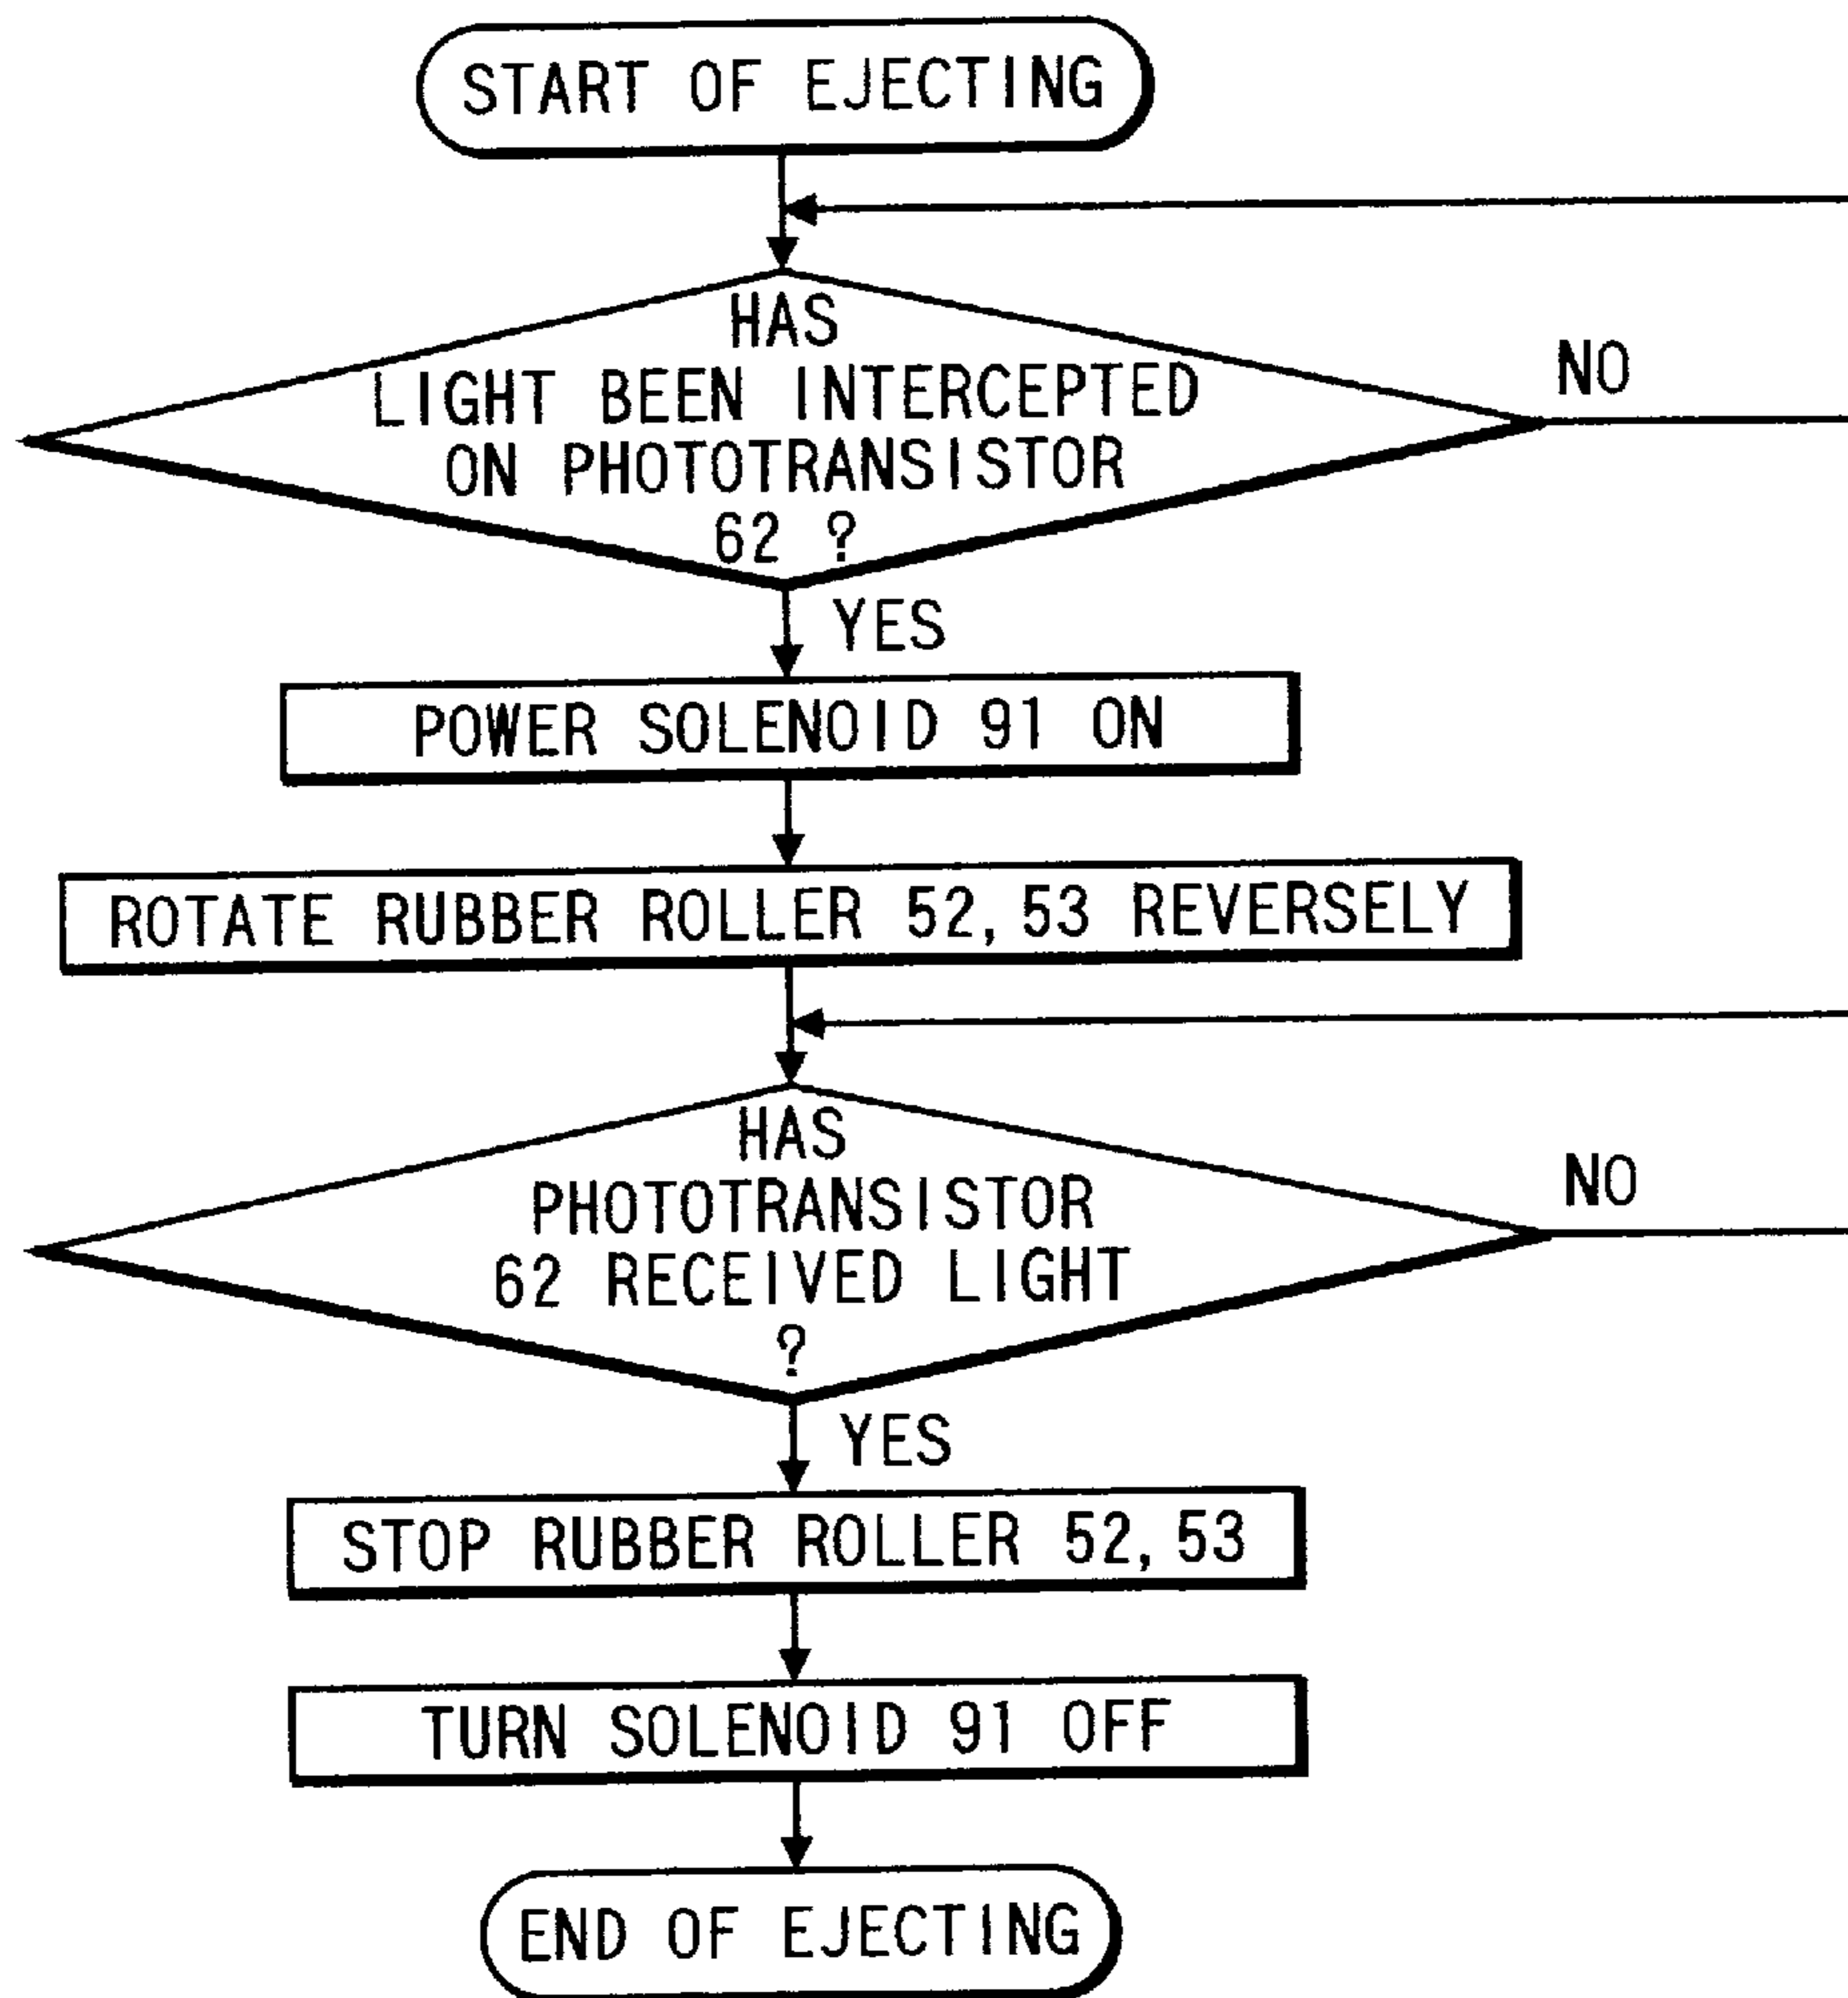 START OF EJECTING
HAS
LIGHT BEEN INTERCEPTED
ON PHOTOTRANSISTOR
62 ?
NO
YES
POWER SOLENOID 91 ON
ROTATE RUBBER ROLLER 52, 53 REVERSELY
HAS
PHOTOTRANSISTOR
62 RECEIVED LIGHT
?
NO
YES
STOP RUBBER ROLLER 52, 53
TURN SOLENOID 91 OFF
END OF EJECTING